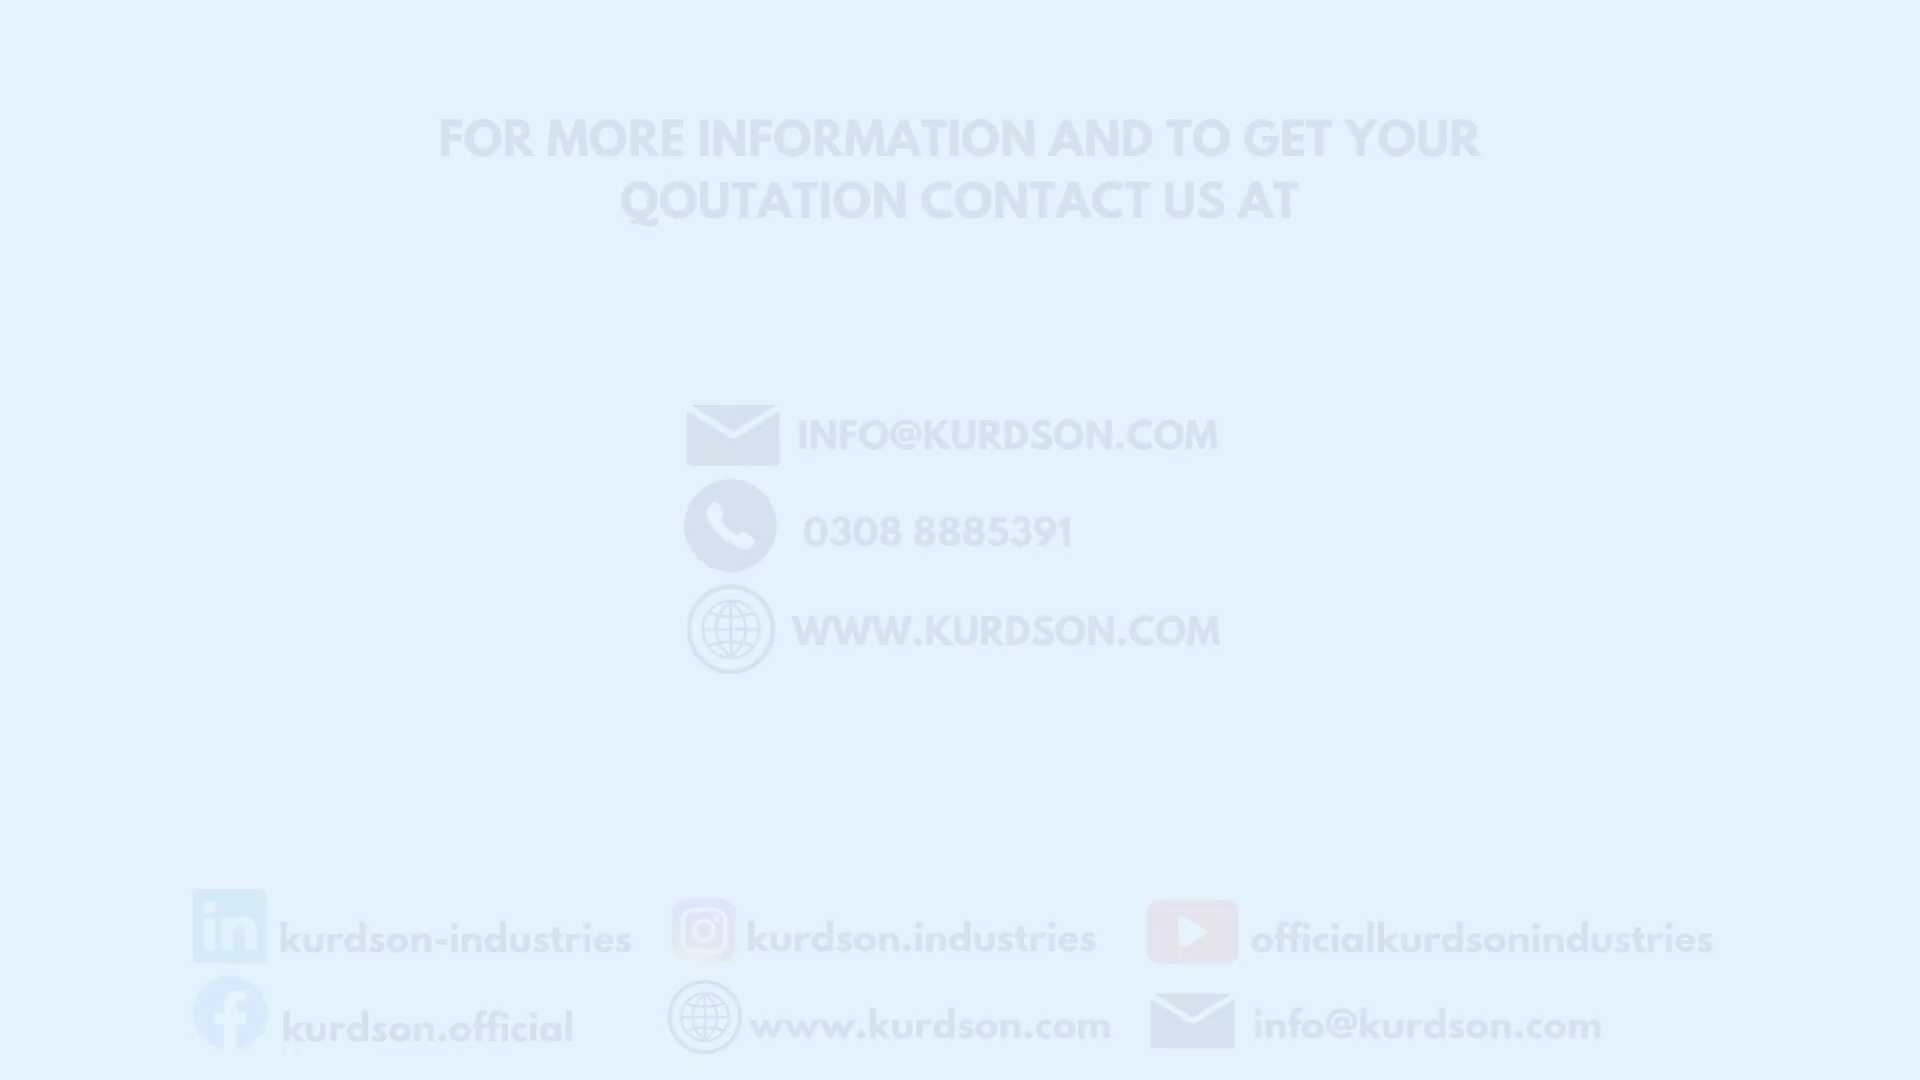 FOR MORE INFORMATION AND TO GET YOUR
QOUTATION CONTACT US AT
INFO@KURDSON.COM
0308 8885391
WWW.KURDSON.COM
kurdson-industries
kurdson.industries
officialkurdsonindustries
kurdson.official
www.kurdson.com
info@kurdson.com